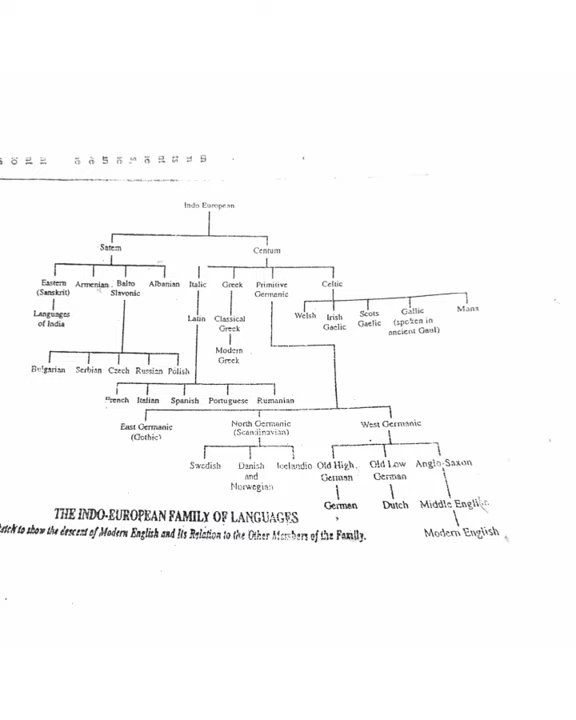 Indo European
Satem
Centum
Eastern
(Sanskrit)
Armenian
Balto
Slavonic
Albanian
Italic
Greek
Primitive
Germanic
Celtic
Languages
of India
Latin
Classical
Greek
Modern
Greek
Welsh
Irish
Gaelic
Scots
Gaelic
Gallic
(spoken in
ancient Gaul)
Manx
Bulgarian
Serbian
Czech
Russian
Polish
French
Italian
Spanish
Portuguese
Rumanian
East Germanic
(Gothic)
North Germanic
(Scandinavian)
West Germanic
Swedish
Danish
and
Norwegian
Icelandic
Old High
German
Old Low
German
Anglo-Saxon
German
Dutch
Middle English
Modern English
THE INDO-EUROPEAN FAMILY OF LANGUAGES
to show the descent of Modern English and Its Relation to the Other Members of the Family.